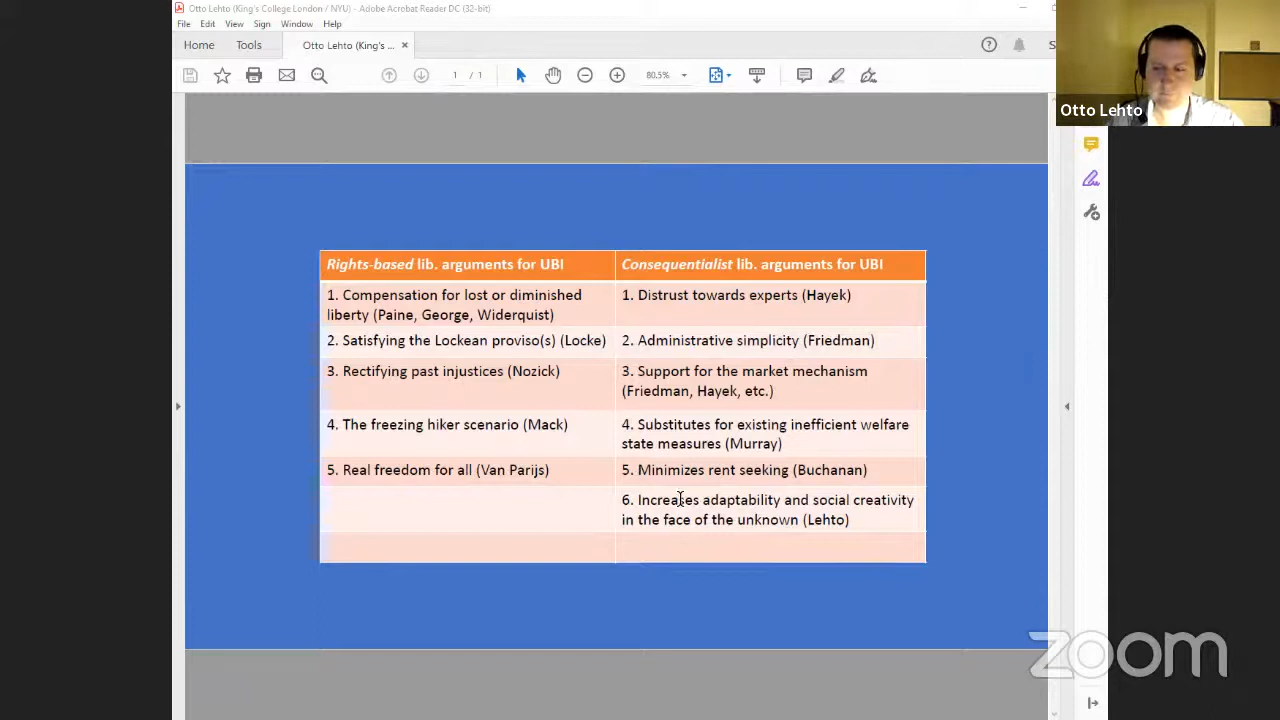 Otto Lehto (King's College London / NYU) - Adobe Acrobat Reader DC (32-bit)
File Edit View Sign Window Help
Home Tools Otto Lehto (King's ... ×
1 / 1 80.5%
Otto Lehto
Rights-based lib. arguments for UBI
Consequentialist lib. arguments for UBI
1. Compensation for lost or diminished
liberty (Paine, George, Widerquist)
1. Distrust towards experts (Hayek)
2. Satisfying the Lockean proviso(s) (Locke)
2. Administrative simplicity (Friedman)
3. Rectifying past injustices (Nozick)
3. Support for the market mechanism
(Friedman, Hayek, etc.)
4. The freezing hiker scenario (Mack)
4. Substitutes for existing inefficient welfare
state measures (Murray)
5. Real freedom for all (Van Parijs)
5. Minimizes rent seeking (Buchanan)
6. Increases adaptability and social creativity
in the face of the unknown (Lehto)
zoom